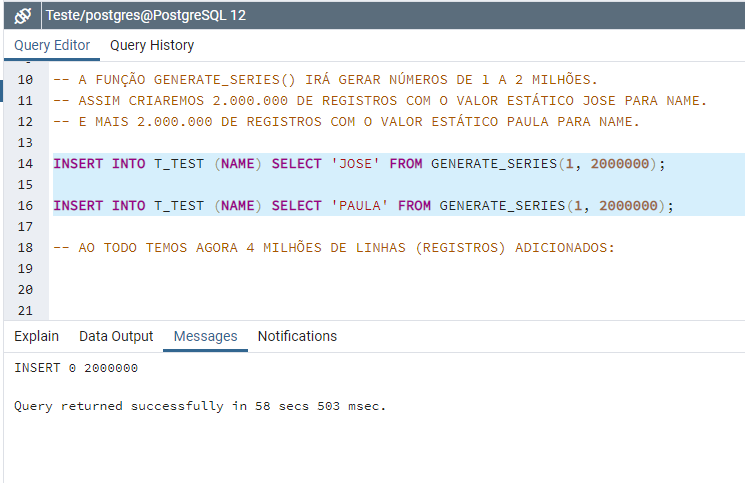 Teste/postgres@PostgreSQL 12
Query Editor Query History
10 -- A FUNÇÃO GENERATE_SERIES() IRÁ GERAR NÚMEROS DE 1 A 2 MILHÕES.
11 -- ASSIM CRIAREMOS 2.000.000 DE REGISTROS COM O VALOR ESTÁTICO JOSE PARA NAME.
12 -- E MAIS 2.000.000 DE REGISTROS COM O VALOR ESTÁTICO PAULA PARA NAME.
13
14 INSERT INTO T_TEST (NAME) SELECT 'JOSE' FROM GENERATE_SERIES(1, 2000000);
15
16 INSERT INTO T_TEST (NAME) SELECT 'PAULA' FROM GENERATE_SERIES(1, 2000000);
17
18 -- AO TODO TEMOS AGORA 4 MILHÕES DE LINHAS (REGISTROS) ADICIONADOS:
19
20
21
Explain Data Output Messages Notifications
INSERT 0 2000000
Query returned successfully in 58 secs 503 msec.